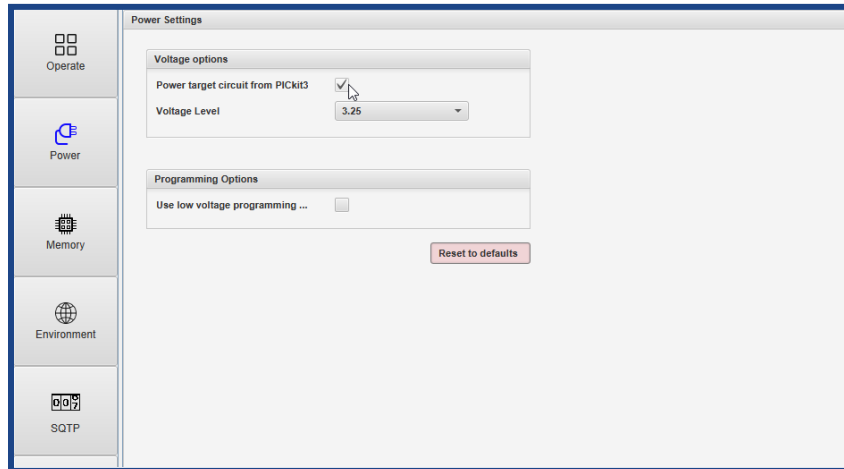 Power Settings
Operate
Voltage options
Power target circuit from PICkit3
Voltage Level
3.25
Power
Programming Options
Use low voltage programming ...
Memory
Reset to defaults
Environment
SQTP